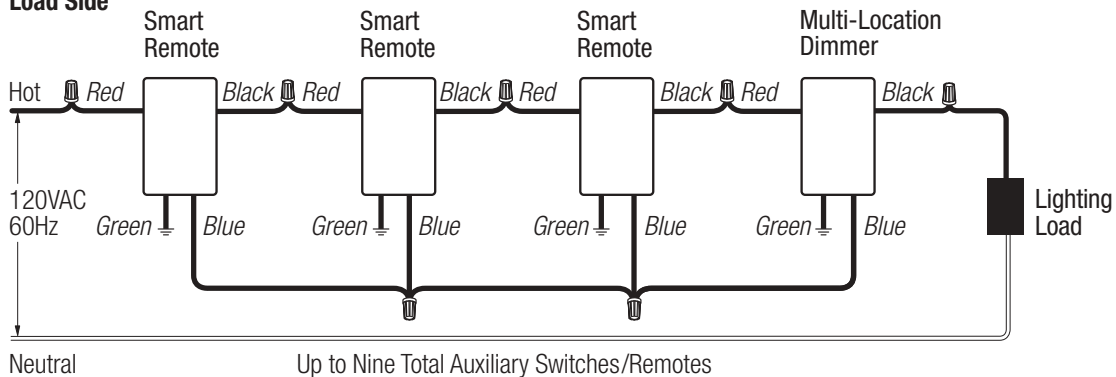 Load Side
Smart
Remote
Smart
Remote
Smart
Remote
Multi-Location
Dimmer
Hot
Red
Black
Red
Black
Red
Black
Red
Black
120VAC
60Hz
Green
Blue
Green
Blue
Green
Blue
Green
Blue
Lighting
Load
Neutral
Up to Nine Total Auxiliary Switches/Remotes